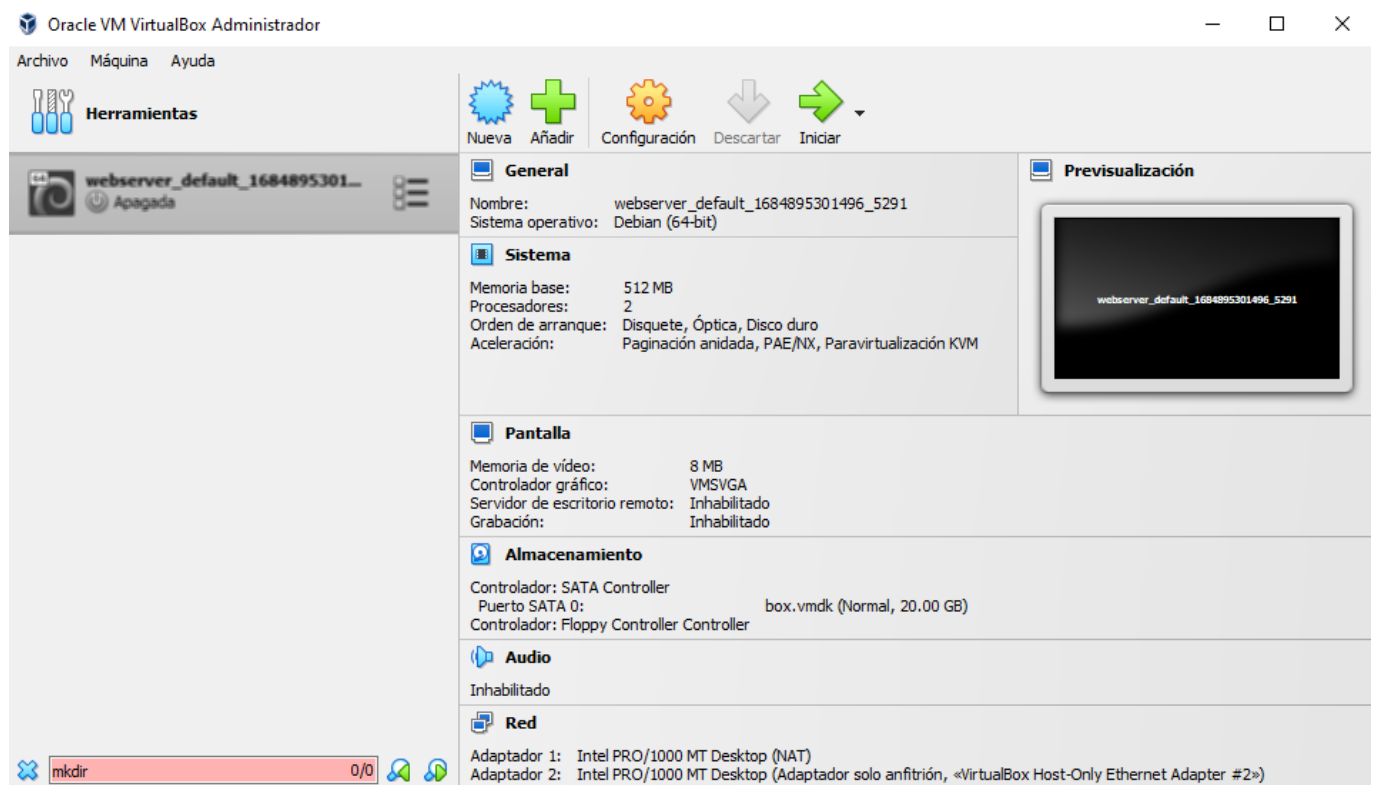 Oracle VM VirtualBox Administrador
Archivo Máquina Ayuda
Herramientas
Nueva Añadir Configuración Descartar Iniciar
webserver_default_1684895301...
Apagada
64
General
Nombre: webserver_default_1684895301496_5291
Sistema operativo: Debian (64-bit)
Previsualización
webserver_default_1684895301496_5291
Sistema
Memoria base: 512 MB
Procesadores: 2
Orden de arranque: Disquete, Óptica, Disco duro
Aceleración: Paginación anidada, PAE/NX, Paravirtualización KVM
Pantalla
Memoria de vídeo: 8 MB
Controlador gráfico: VMSVGA
Servidor de escritorio remoto: Inhabilitado
Grabación: Inhabilitado
Almacenamiento
Controlador: SATA Controller
Puerto SATA 0: box.vmdk (Normal, 20.00 GB)
Controlador: Floppy Controller Controller
Audio
Inhabilitado
Red
Adaptador 1: Intel PRO/1000 MT Desktop (NAT)
Adaptador 2: Intel PRO/1000 MT Desktop (Adaptador solo anfitrión, «VirtualBox Host-Only Ethernet Adapter #2»)
mkdir 0/0